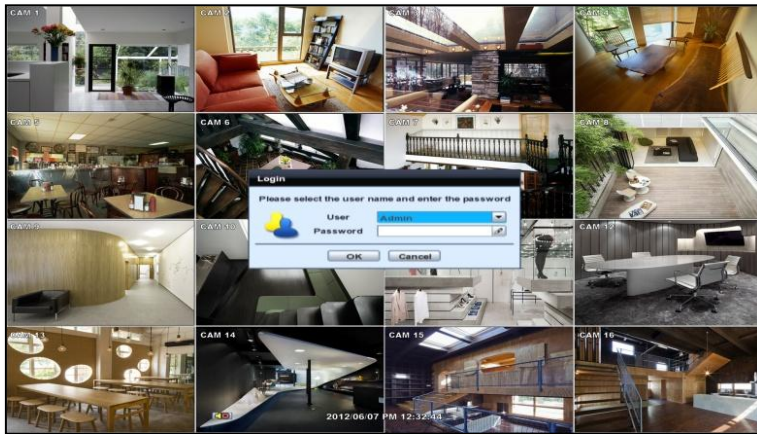 CAM 1
CAM 2
CAM 4
CAM 5
CAM 6
CAM 7
CAM 8
Login
Please select the user name and enter the password
User Admin
Password
OK Cancel
CAM 9
CAM 10
CAM 12
CAM 13
CAM 14
CAM 15
CAM 16
2012/06/07 PM 12:32:44